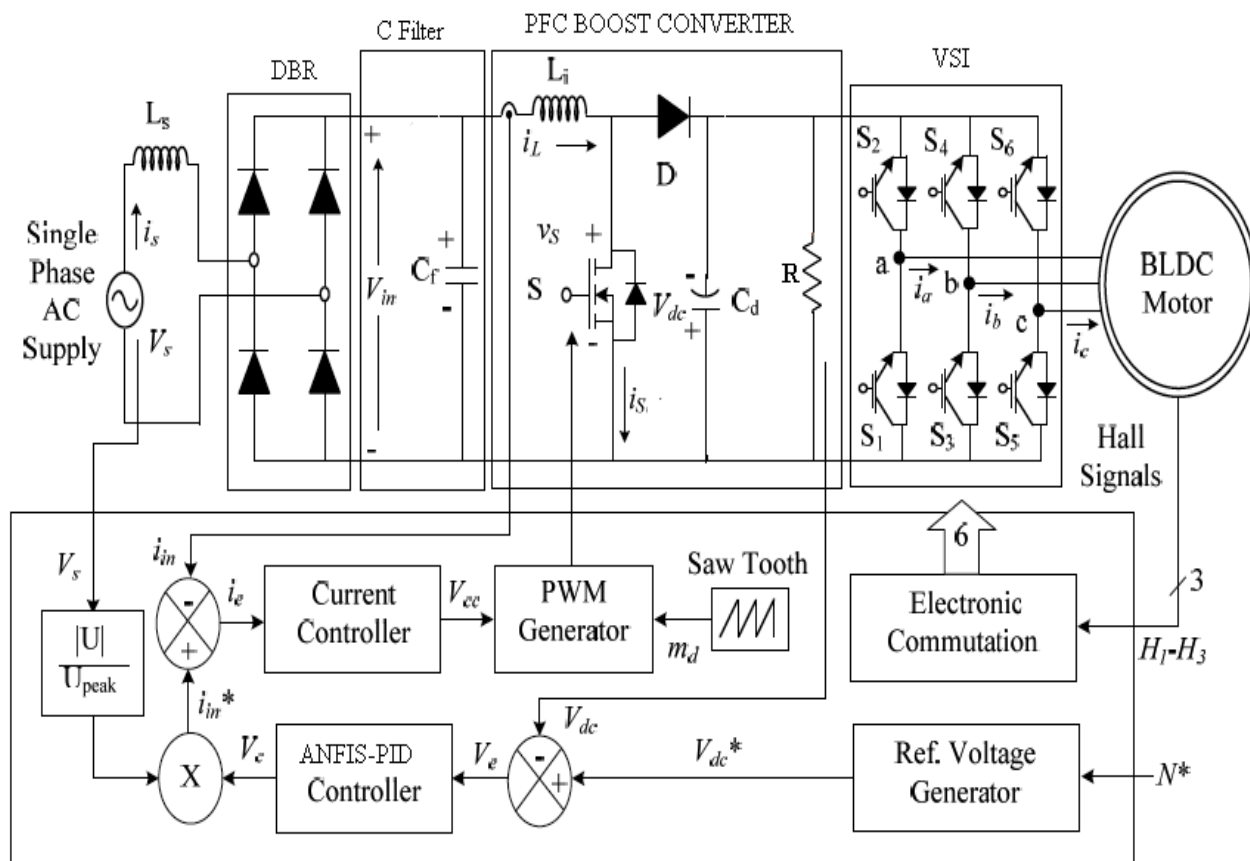 PFC BOOST CONVERTER
C Filter
DBR
VSI
Ls
Li
iL
D
S2
S4
S6
is
Single
Phase
AC
Supply
Vs
+
Vin
-
+
Cf
-
vS
+
S
-
iS
-
Vdc
+
Cd
R
a
ia
b
ib
c
ic
BLDC
Motor
S1
S3
S5
Hall
Signals
6
3
H1-H3
Vs
|U|
Upeak
iin
-
+
ie
Current
Controller
Vcc
PWM
Generator
Saw Tooth
md
Electronic
Commutation
iin*
X
Vc
ANFIS-PID
Controller
Ve
Vdc
-
+
Vdc*
Ref. Voltage
Generator
N*